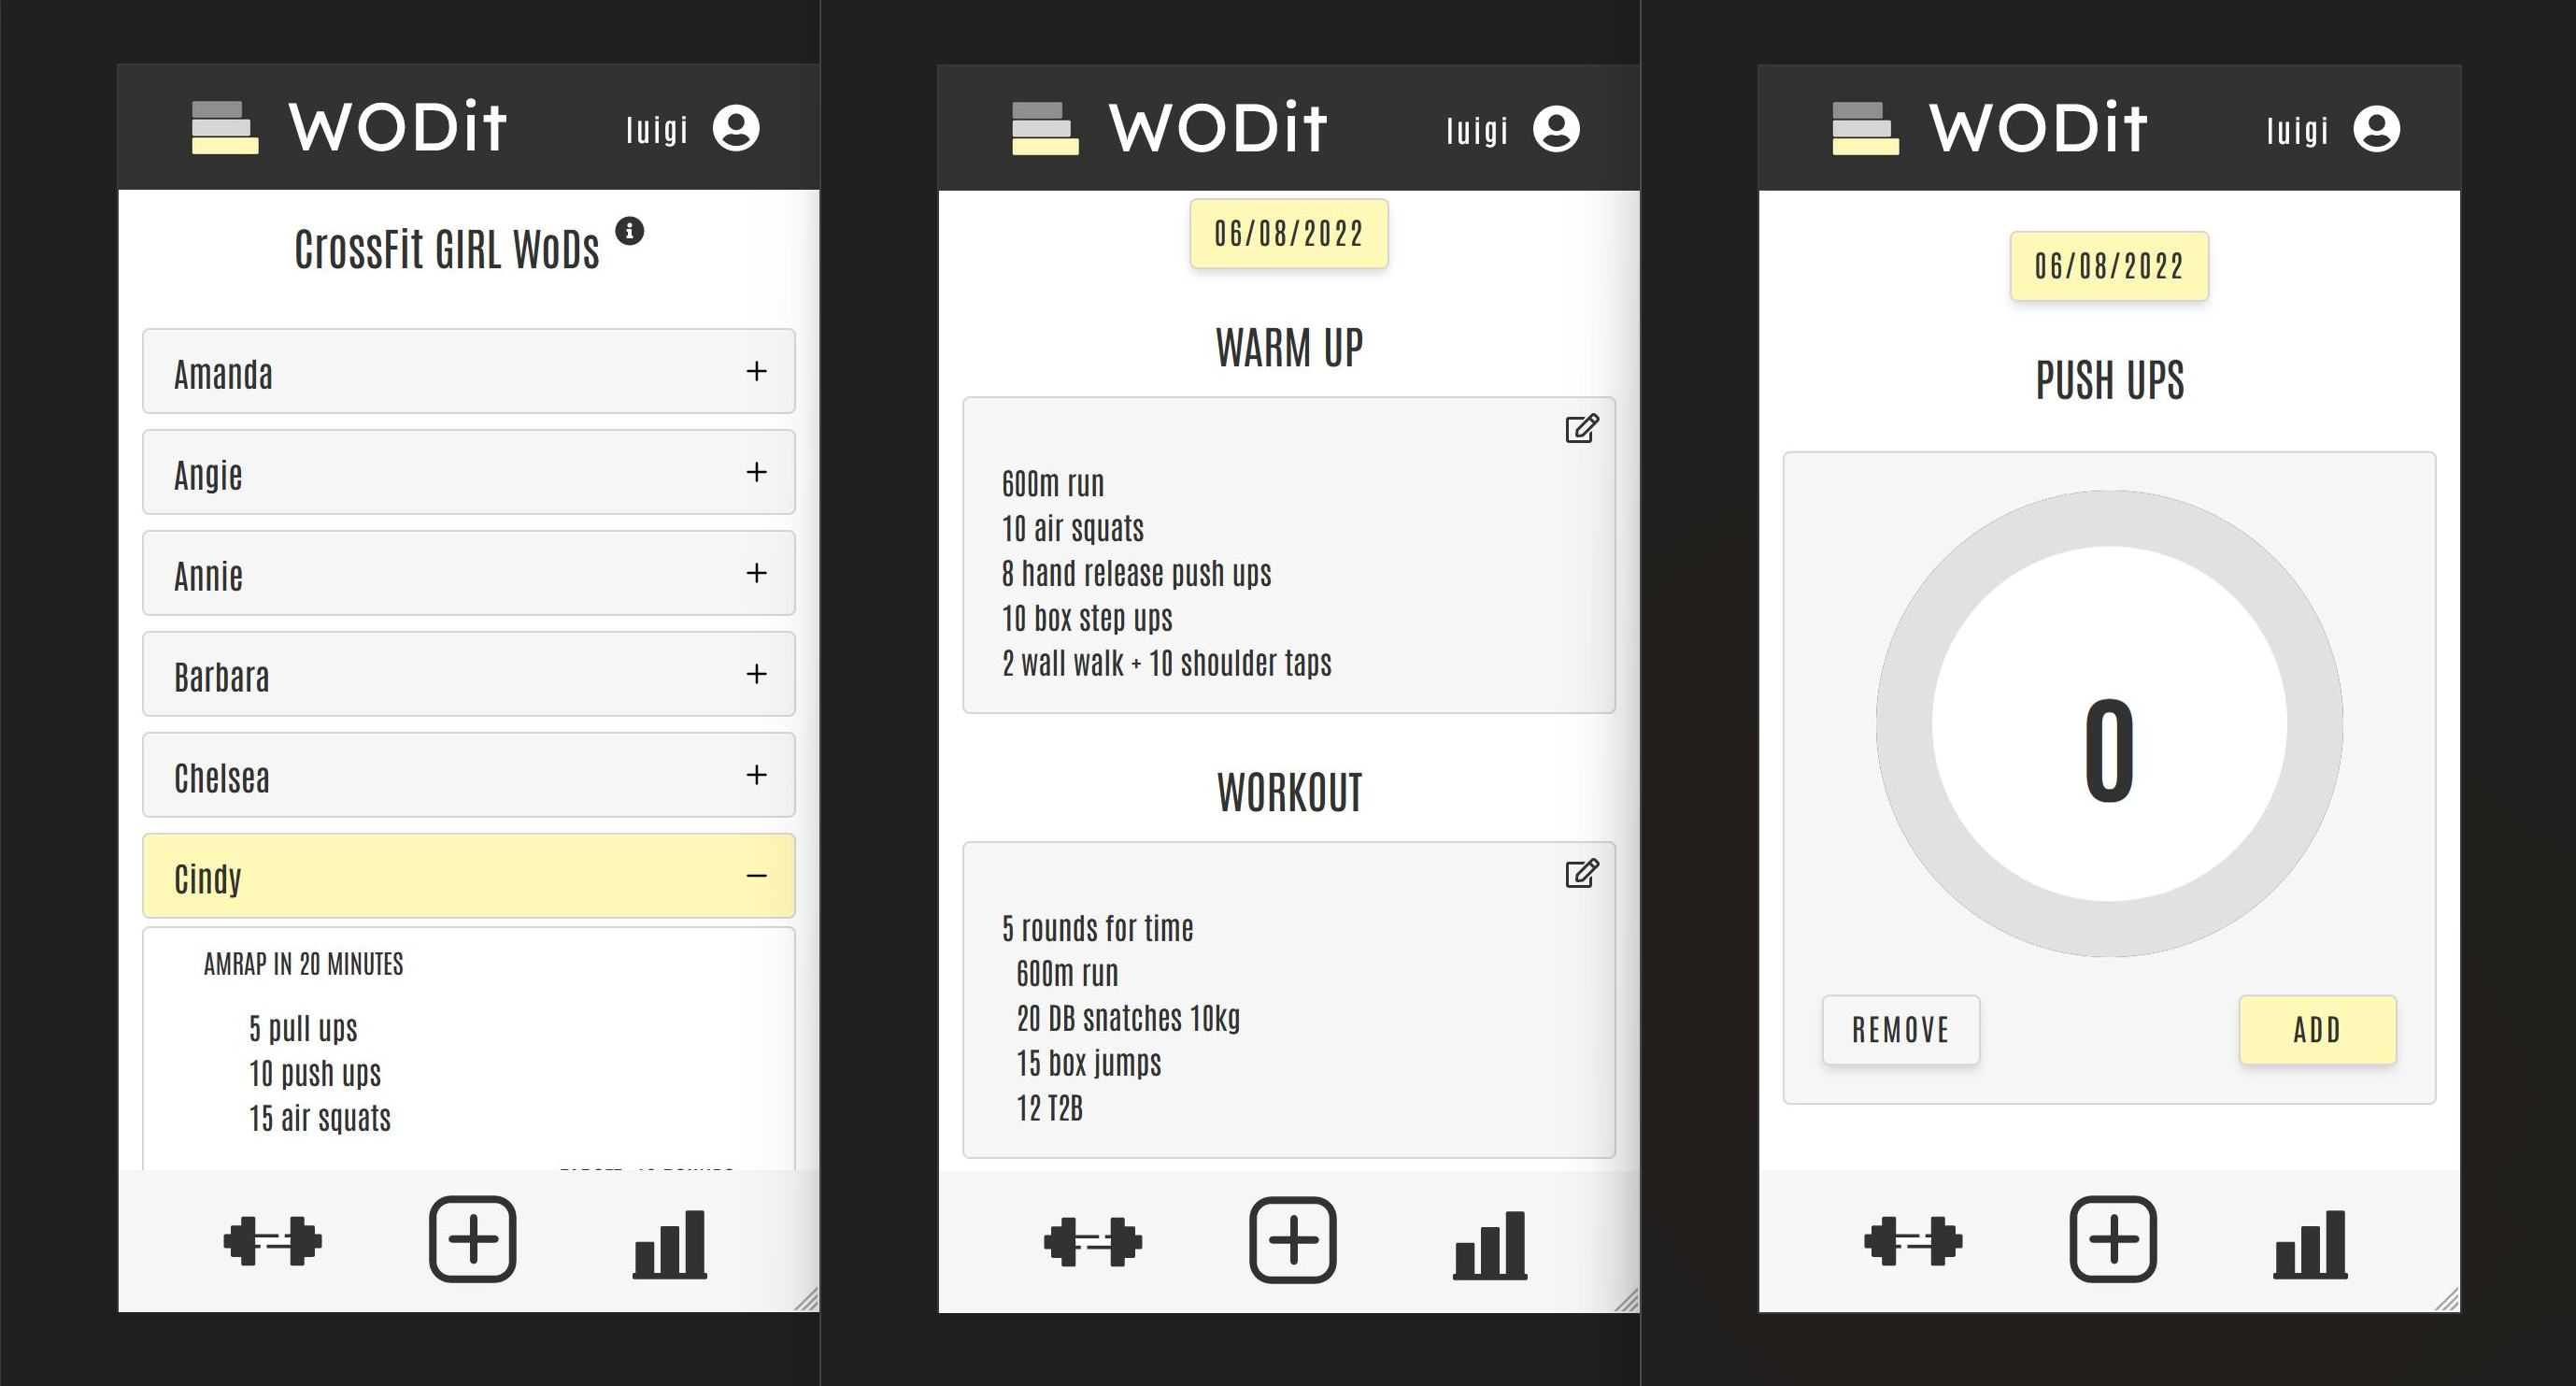 WODit
luigi
CrossFit GIRL WoDs
Amanda
Angie
Annie
Barbara
Chelsea
Cindy
AMRAP IN 20 MINUTES
5 pull ups
10 push ups
15 air squats
WODit
luigi
06/08/2022
WARM UP
600m run
10 air squats
8 hand release push ups
10 box step ups
2 wall walk + 10 shoulder taps
WORKOUT
5 rounds for time
600m run
20 DB snatches 10kg
15 box jumps
12 T2B
WODit
luigi
06/08/2022
PUSH UPS
0
REMOVE
ADD